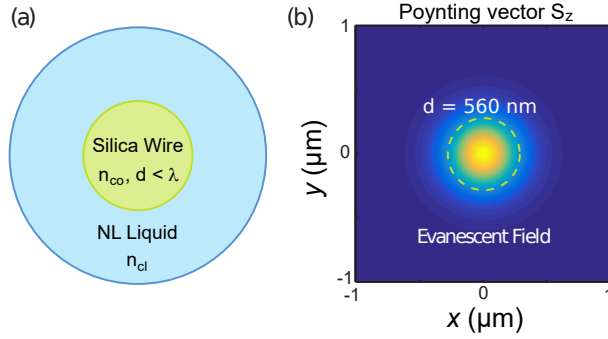 (a)
Silica Wire
n_co, d < λ
NL Liquid
n_cl
(b)
Poynting vector S_z
d = 560 nm
Evanescent Field
y (μm)
1
0
-1
-1
0
1
x (μm)